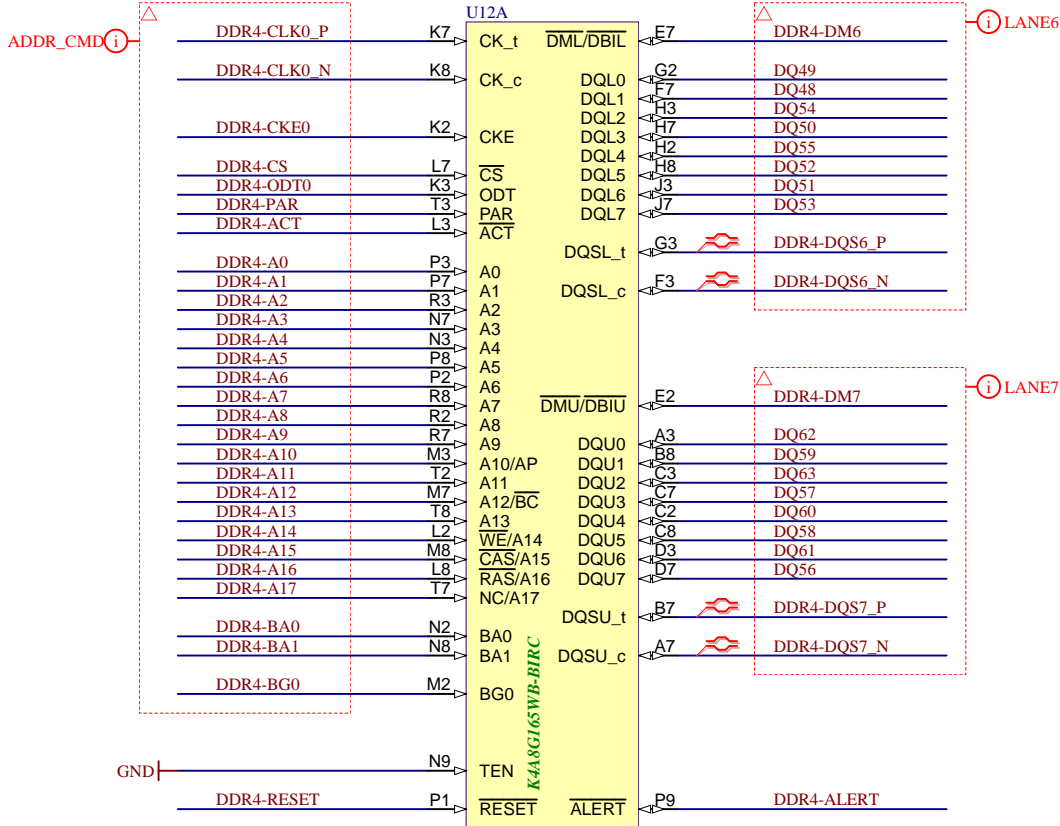 U12A
ADDR_CMD i
DDR4-CLK0_P K7 CK_t
DDR4-CLK0_N K8 CK_c
DDR4-CKE0 K2 CKE
DDR4-CS L7 CS
DDR4-ODT0 K3 ODT
DDR4-PAR T3 PAR
DDR4-ACT L3 ACT
DDR4-A0 P3 A0
DDR4-A1 P7 A1
DDR4-A2 R3 A2
DDR4-A3 N7 A3
DDR4-A4 N3 A4
DDR4-A5 P8 A5
DDR4-A6 P2 A6
DDR4-A7 R8 A7
DDR4-A8 R2 A8
DDR4-A9 R7 A9
DDR4-A10 M3 A10/AP
DDR4-A11 T2 A11
DDR4-A12 M7 A12/BC
DDR4-A13 T8 A13
DDR4-A14 L2 WE/A14
DDR4-A15 M8 CAS/A15
DDR4-A16 L8 RAS/A16
DDR4-A17 T7 NC/A17
DDR4-BA0 N2 BA0
DDR4-BA1 N8 BA1
DDR4-BG0 M2 BG0
GND N9 TEN
DDR4-RESET P1 RESET
K4A8G165WB-BIRC
i LANE6
DML/DBIL E7 DDR4-DM6
DQL0 G2 DQ49
DQL1 F7 DQ48
DQL2 H3 DQ54
DQL3 H7 DQ50
DQL4 H2 DQ55
DQL5 H8 DQ52
DQL6 J3 DQ51
DQL7 J7 DQ53
DQSL_t G3 DDR4-DQS6_P
DQSL_c F3 DDR4-DQS6_N
i LANE7
DMU/DBIU E2 DDR4-DM7
DQU0 A3 DQ62
DQU1 B8 DQ59
DQU2 C3 DQ63
DQU3 C7 DQ57
DQU4 C2 DQ60
DQU5 C8 DQ58
DQU6 D3 DQ61
DQU7 D7 DQ56
DQSU_t B7 DDR4-DQS7_P
DQSU_c A7 DDR4-DQS7_N
ALERT P9 DDR4-ALERT